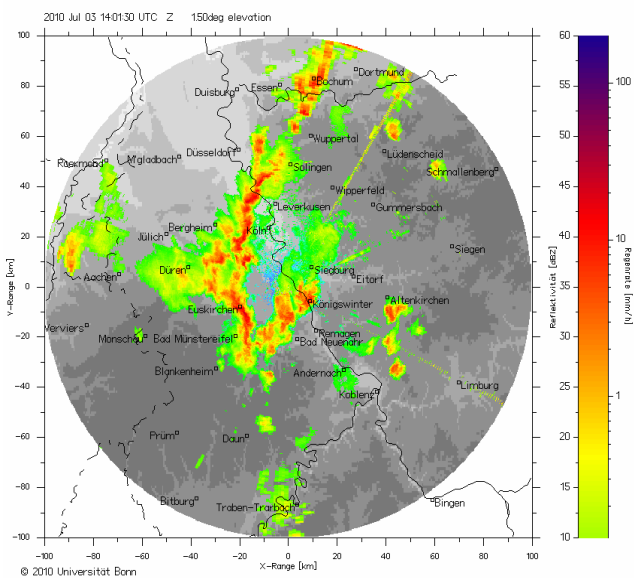 2010 Jul 03 14:01:30 UTC Z 1.50deg elevation
100
80
60
40
20
0
-20
-40
-60
-80
-100
Y-Range [km]
-100
-80
-60
-40
-20
0
20
40
60
80
100
X-Range [km]
Dortmund
Bochum
Essen
Duisburg
Wuppertal
Düsseldorf
Lüdenscheid
M'gladbach
Roermond
Solingen
Schmallenberg
Wipperfeld
Leverkusen
Gummersbach
Bergheim
Köln
Jülich
Siegen
Düren
Siegburg
Aachen
Eitorf
Altenkirchen
Euskirchen
Königswinter
Verviers
Remagen
Monschau
Bad Münstereifel
Bad Neuenahr
Blankenheim
Andernach
Limburg
Koblenz
Prüm
Daun
Bitburg
Traben-Trarbach
Bingen
60
55
50
45
40
35
30
25
20
15
10
Reflektivität [dBZ]
100
10
1
Regenrate [mm/h]
© 2010 Universität Bonn